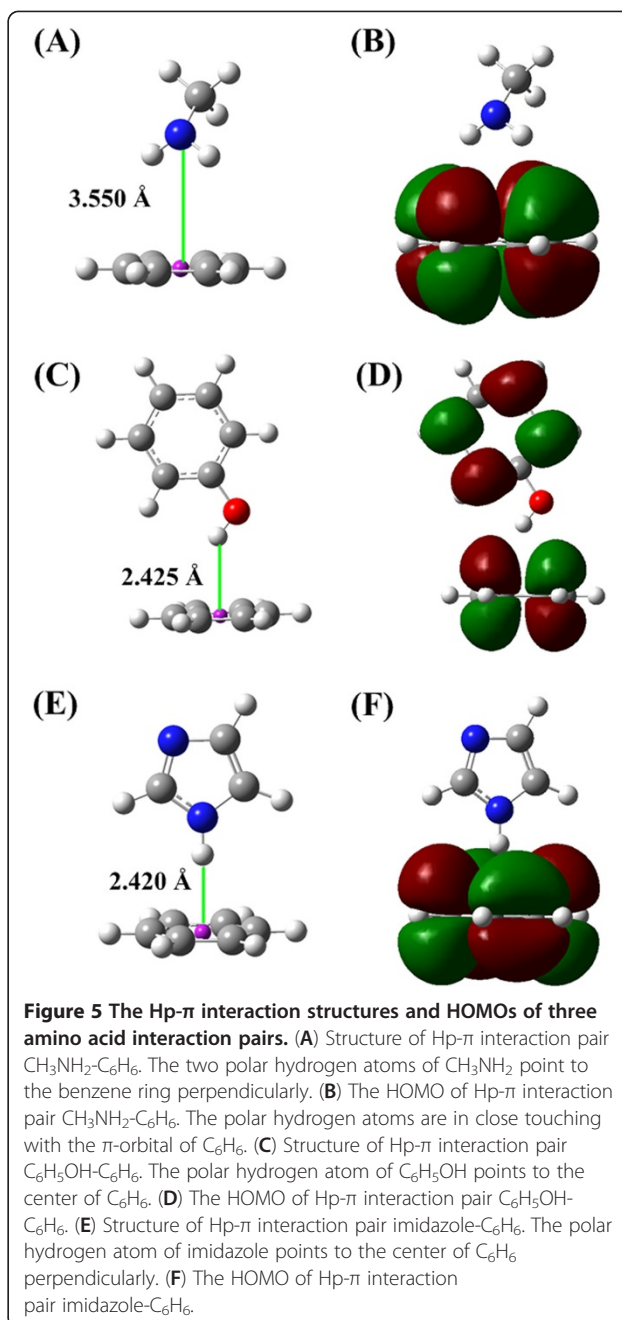 (A)
(B)
3.550 Å
(C)
(D)
2.425 Å
(E)
(F)
2.420 Å
Figure 5 The Hp-π interaction structures and HOMOs of three
amino acid interaction pairs. (A) Structure of Hp-π interaction pair
CH₃NH₂-C₆H₆. The two polar hydrogen atoms of CH₃NH₂ point to
the benzene ring perpendicularly. (B) The HOMO of Hp-π interaction
pair CH₃NH₂-C₆H₆. The polar hydrogen atoms are in close touching
with the π-orbital of C₆H₆. (C) Structure of Hp-π interaction pair
C₆H₅OH-C₆H₆. The polar hydrogen atom of C₆H₅OH points to the
center of C₆H₆. (D) The HOMO of Hp-π interaction pair C₆H₅OH-
C₆H₆. (E) Structure of Hp-π interaction pair imidazole-C₆H₆. The polar
hydrogen atom of imidazole points to the center of C₆H₆
perpendicularly. (F) The HOMO of Hp-π interaction
pair imidazole-C₆H₆.